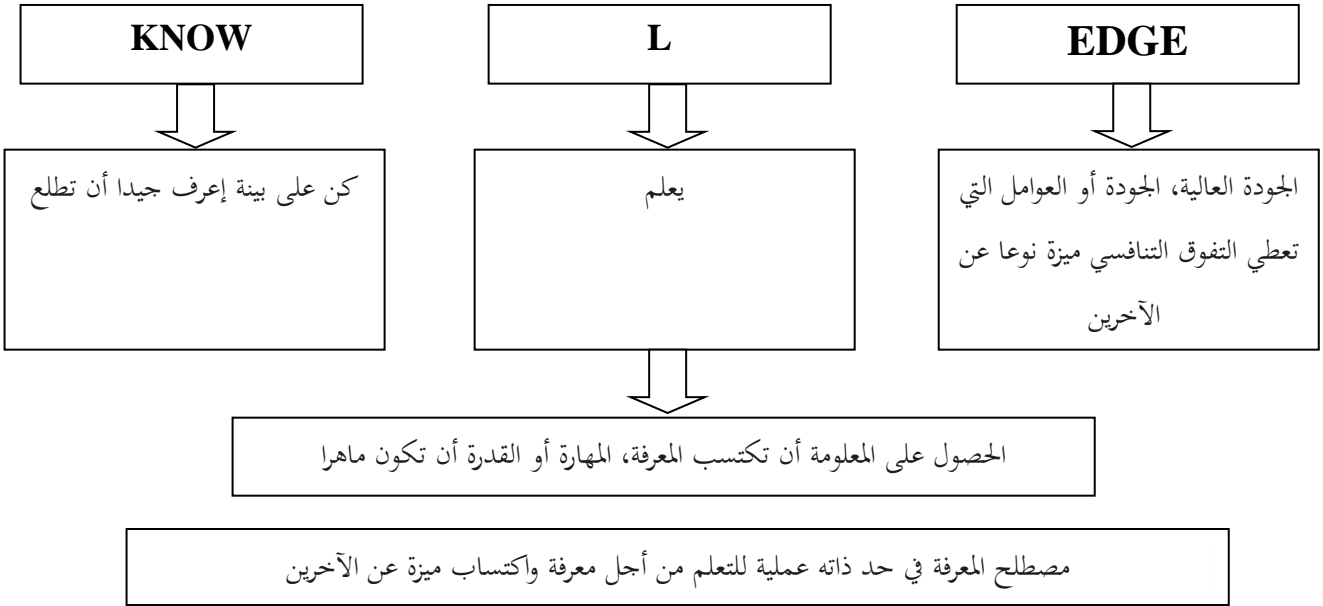 KNOW
L
EDGE
كن على بينة إعرف جيدا أن تطلع
يعلم
الجودة العالية، الجودة أو العوامل التي
تعطي التفوق التنافسي ميزة نوعا عن
الآخرين
الحصول على المعلومة أن تكتسب المعرفة، المهارة أو القدرة أن تكون ماهرا
مصطلح المعرفة في حد ذاته عملية للتعلم من أجل معرفة واكتساب ميزة عن الآخرين